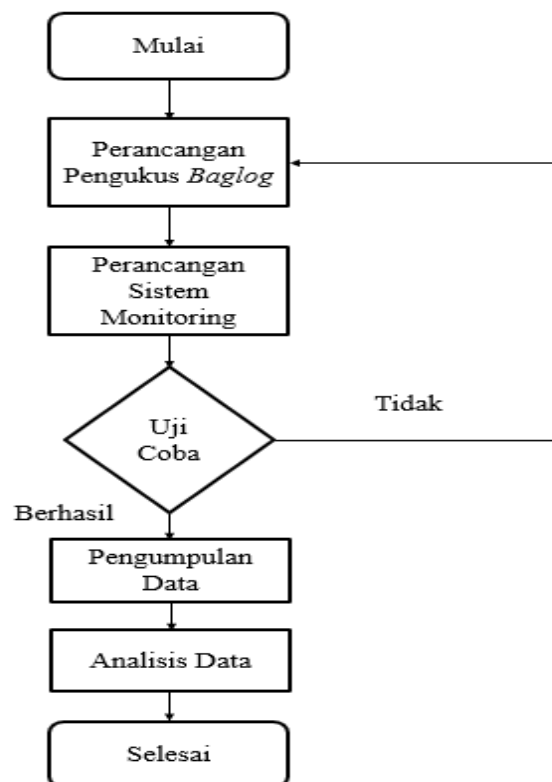 Mulai
Perancangan
Pengukus Baglog
Perancangan
Sistem
Monitoring
Uji
Coba
Tidak
Berhasil
Pengumpulan
Data
Analisis Data
Selesai